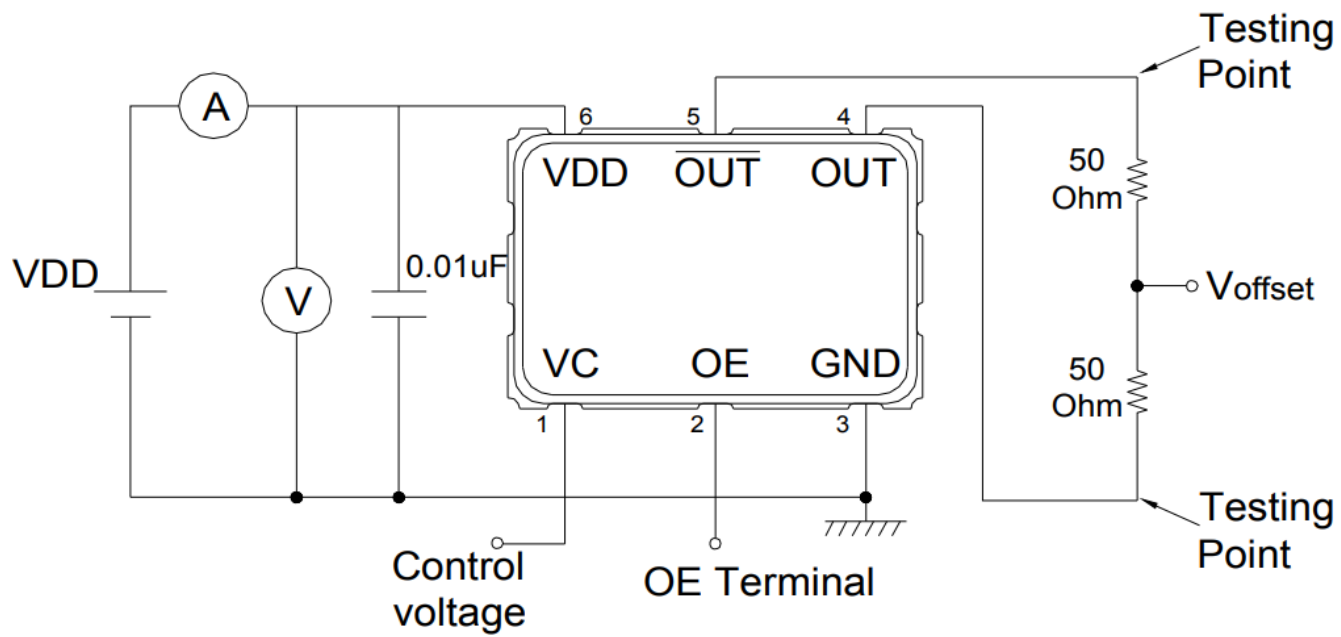 Testing
Point
A
6
5
4
VDD
O̅U̅T̅
OUT
50
Ohm
VDD
V
0.01uF
Voffset
VC
OE
GND
50
Ohm
1
2
3
Control
voltage
OE Terminal
Testing
Point